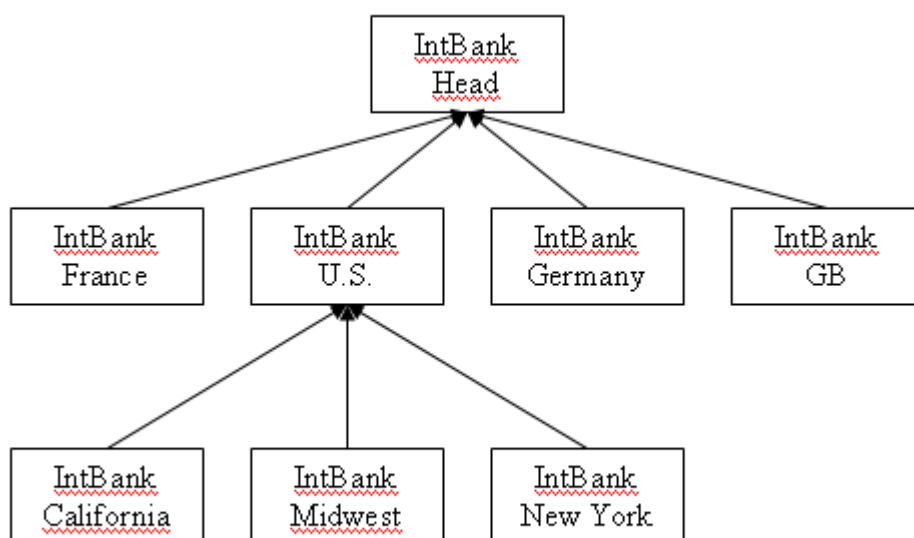 IntBank
Head
IntBank
France
IntBank
U.S.
IntBank
Germany
IntBank
GB
IntBank
California
IntBank
Midwest
IntBank
New York